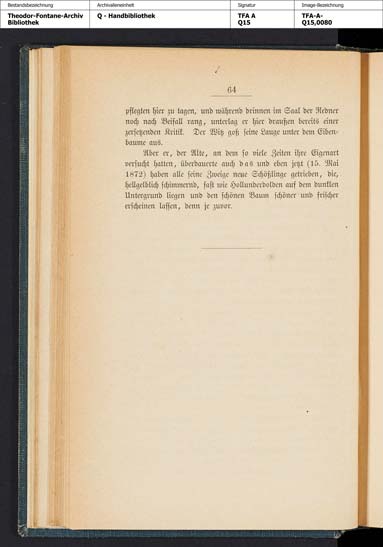 Bestandsbezeichnung Archivalieneinheit Signatur Image-Bezeichnung
Theodor-Fontane-Archiv Q - Handbibliothek TFA A TFA-A-
Bibliothek Q15 Q15,0080
64
pflegten hier zu tagen, und während drinnen im Saal der Redner
noch nach Beifall rang, unterlag er hier draußen bereits einer
zersetzenden Kritik. Der Witz goß seine Lauge unter dem Eiben-
baume aus.
Aber er, der Alte, an dem so viele Zeiten ihre Eigenart
versucht hatten, überdauerte auch das und eben jetzt (15. Mai
1872) haben alle seine Zweige neue Schößlinge getrieben, die,
hellgelblich schimmernd, fast wie Hollunderdolden auf dem dunklen
Untergrund liegen und den schönen Baum schöner und frischer
erscheinen lassen, denn je zuvor.